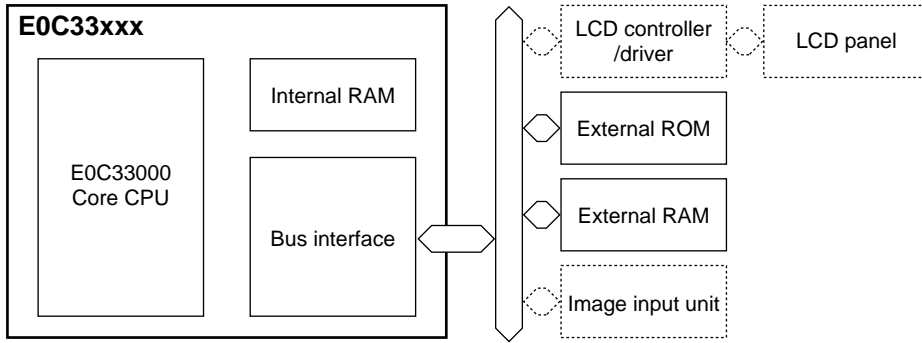 E0C33xxx
E0C33000
Core CPU
Internal RAM
Bus interface
LCD controller
/driver
LCD panel
External ROM
External RAM
Image input unit